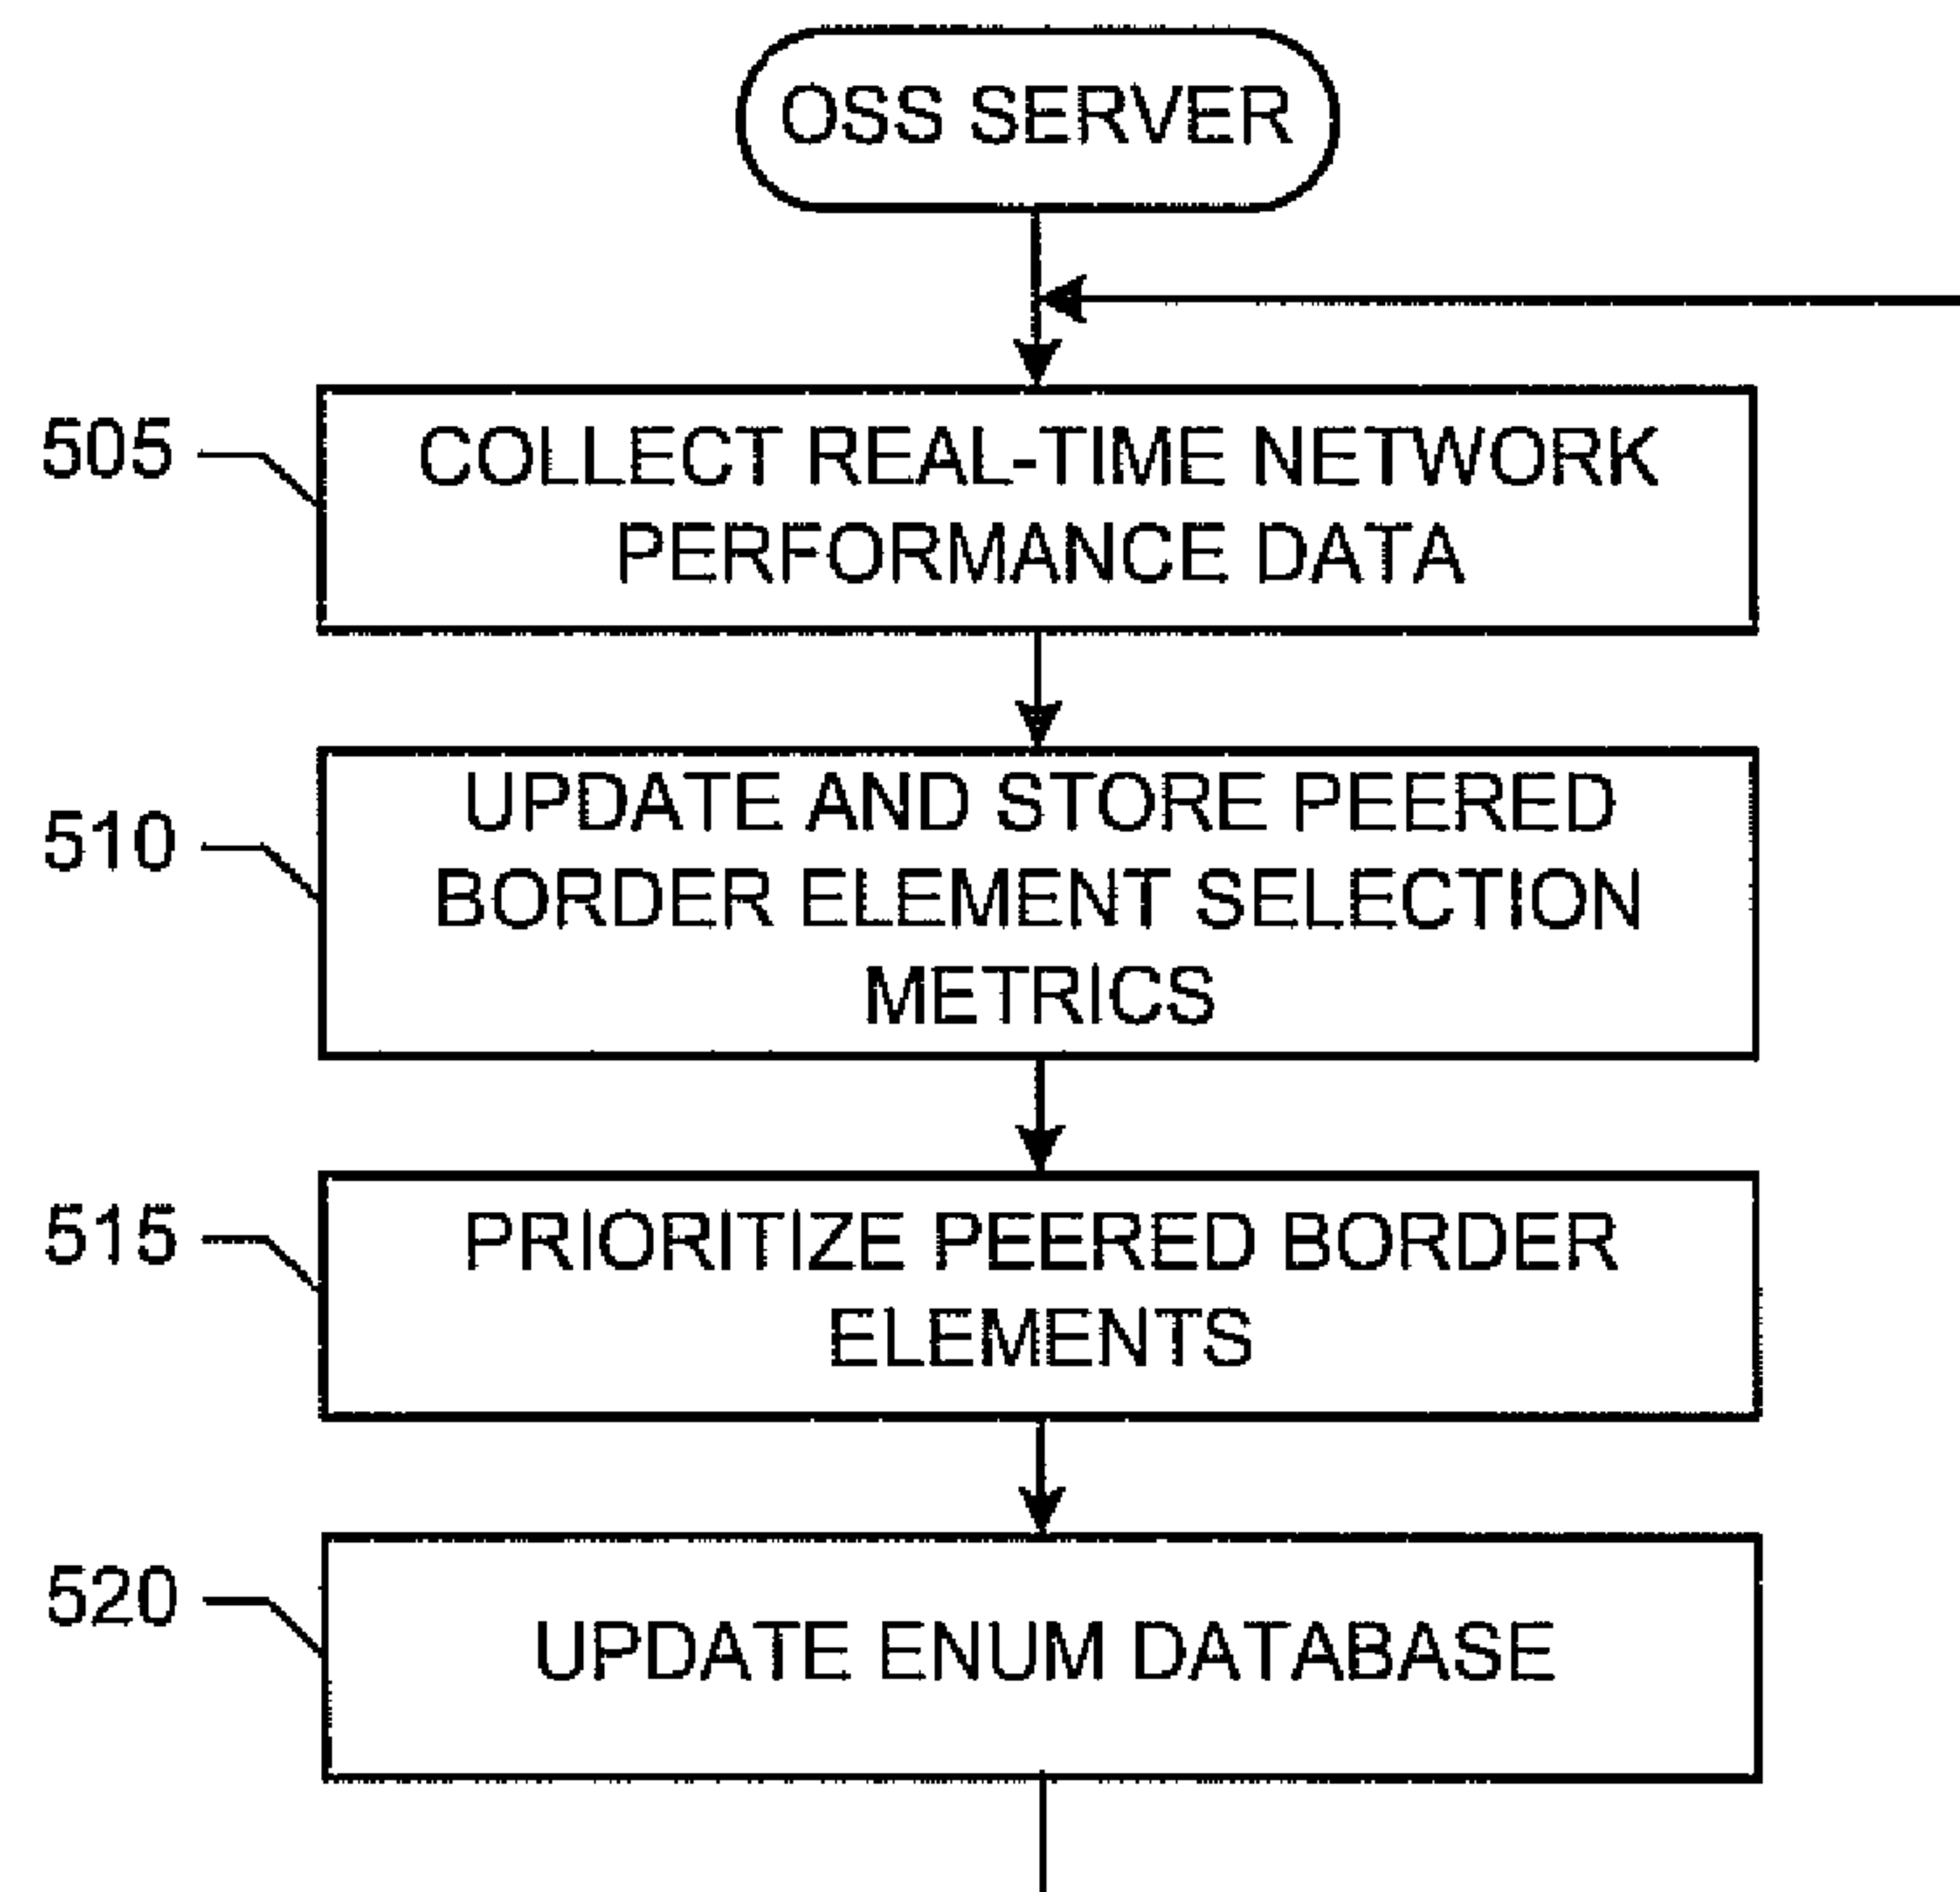 OSS SERVER
505
COLLECT REAL-TIME NETWORK
PERFORMANCE DATA
510
UPDATE AND STORE PEERED
BORDER ELEMENT SELECTION
METRICS
515
PRIORITIZE PEERED BORDER
ELEMENTS
520
UPDATE ENUM DATABASE